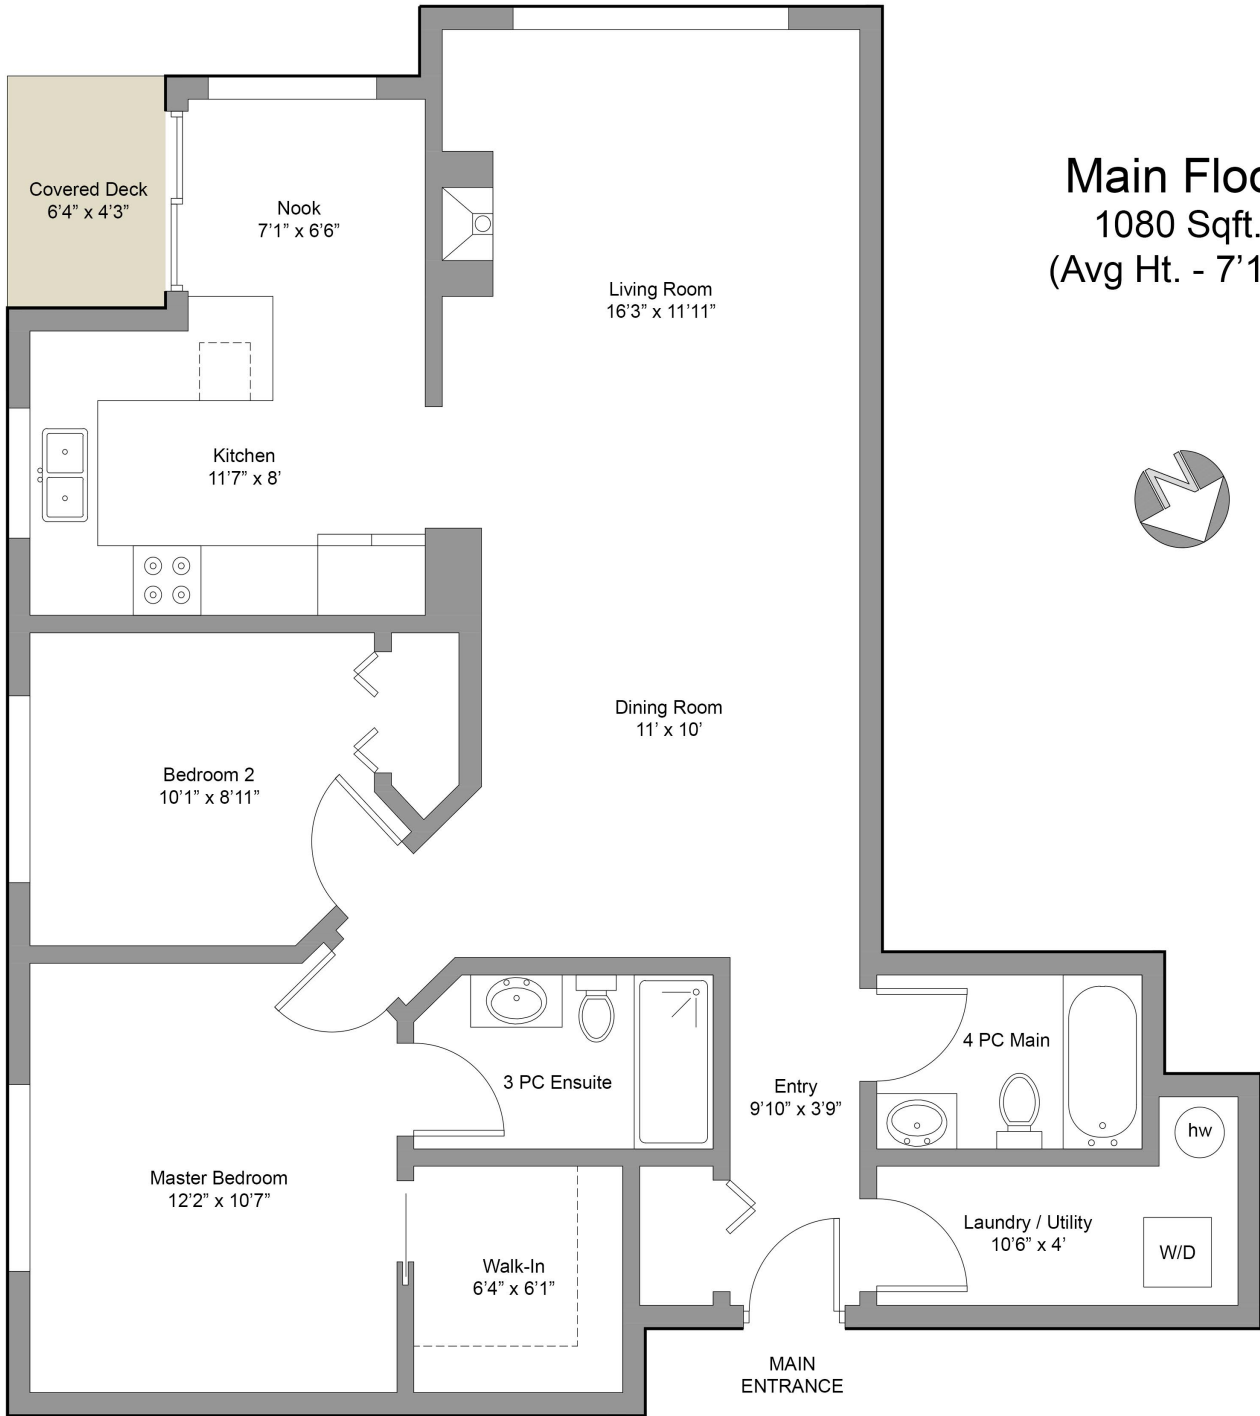 Covered Deck
6'4” x 4'3”
Nook
7'1” x 6'6”
Living Room
16'3” x 11'11”
Main Floo
1080 Sqft.
(Avg Ht. - 7'1
N
Kitchen
11'7” x 8'
Dining Room
11' x 10'
Bedroom 2
10'1” x 8'11”
4 PC Main
3 PC Ensuite
Entry
9'10” x 3'9”
hw
Master Bedroom
12'2” x 10'7”
Laundry / Utility
10'6” x 4'
W/D
Walk-In
6'4” x 6'1”
MAIN
ENTRANCE